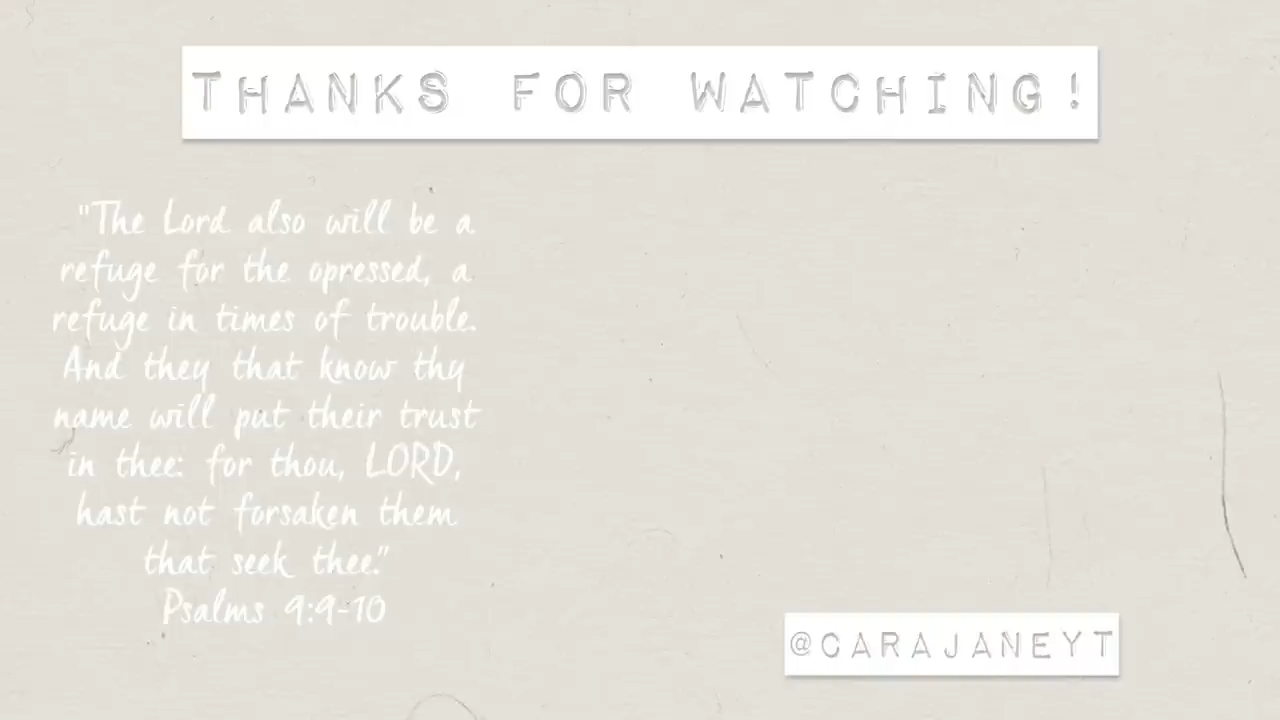 THANKS FOR WATCHING!
"The Lord also will be a
refuge for the opressed, a
refuge in times of trouble.
And they that know thy
name will put their trust
in thee: for thou, LORD,
hast not forsaken them
that seek thee."
Psalms 9:9-10
@CARAJANEYT